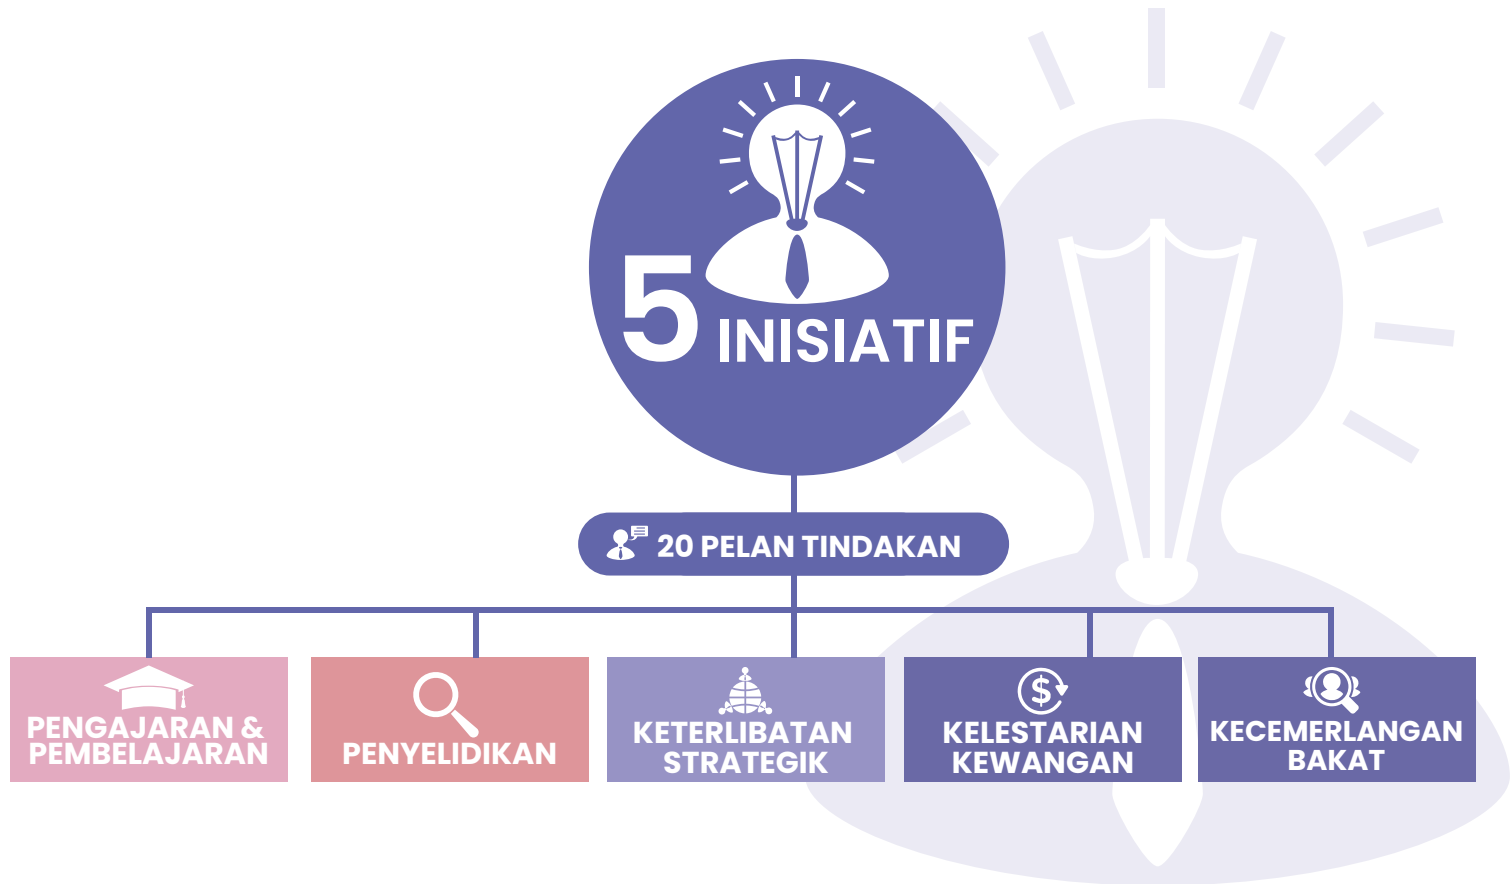 5 INISIATIF
20 PELAN TINDAKAN
PENGAJARAN &
PEMBELAJARAN
PENYELIDIKAN
KETERLIBATAN
STRATEGIK
$
KELESTARIAN
KEWANGAN
KECEMERLANGAN
BAKAT